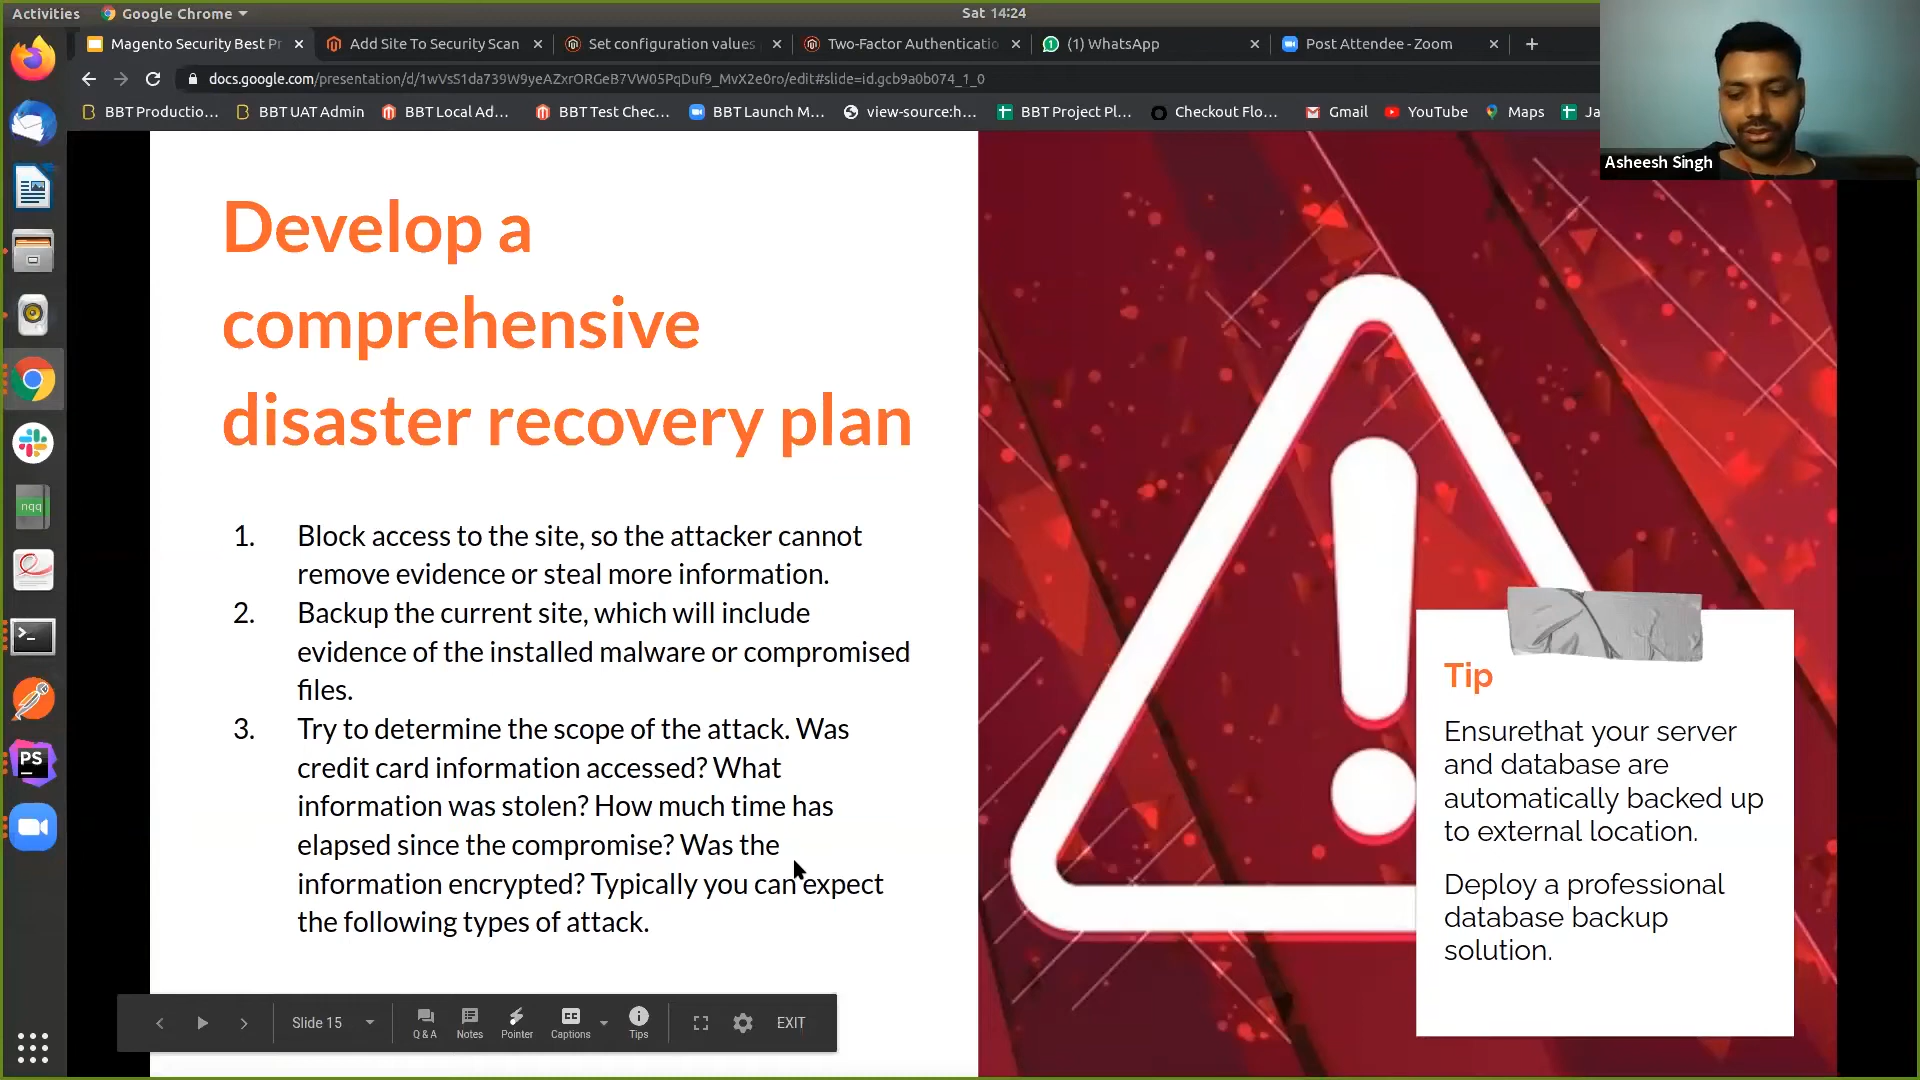 Activities
Google Chrome
Sat 14:24
Magento Security Best Pr
Add Site To Security Scan
Set configuration values
Two-Factor Authenticatio
(1) WhatsApp
Post Attendee - Zoom
docs.google.com/presentation/d/1wVsS1da739W9yeAZxrORGeB7VW05PqDuf9_MvX2e0ro/edit#slide=id.gcb9a0b074_1_0
BBT Productio...
BBT UAT Admin
BBT Local Ad...
BBT Test Chec...
BBT Launch M...
view-source:h...
BBT Project Pl...
Checkout Flo...
Gmail
YouTube
Maps
Ja
Asheesh Singh
Develop a
comprehensive
disaster recovery plan
1. Block access to the site, so the attacker cannot
remove evidence or steal more information.
2. Backup the current site, which will include
evidence of the installed malware or compromised
files.
3. Try to determine the scope of the attack. Was
credit card information accessed? What
information was stolen? How much time has
elapsed since the compromise? Was the
information encrypted? Typically you can expect
the following types of attack.
Tip
Ensurethat your server
and database are
automatically backed up
to external location.
Deploy a professional
database backup
solution.
nqq
PS
Slide 15
Q & A
Notes
Pointer
CC
Captions
Tips
EXIT